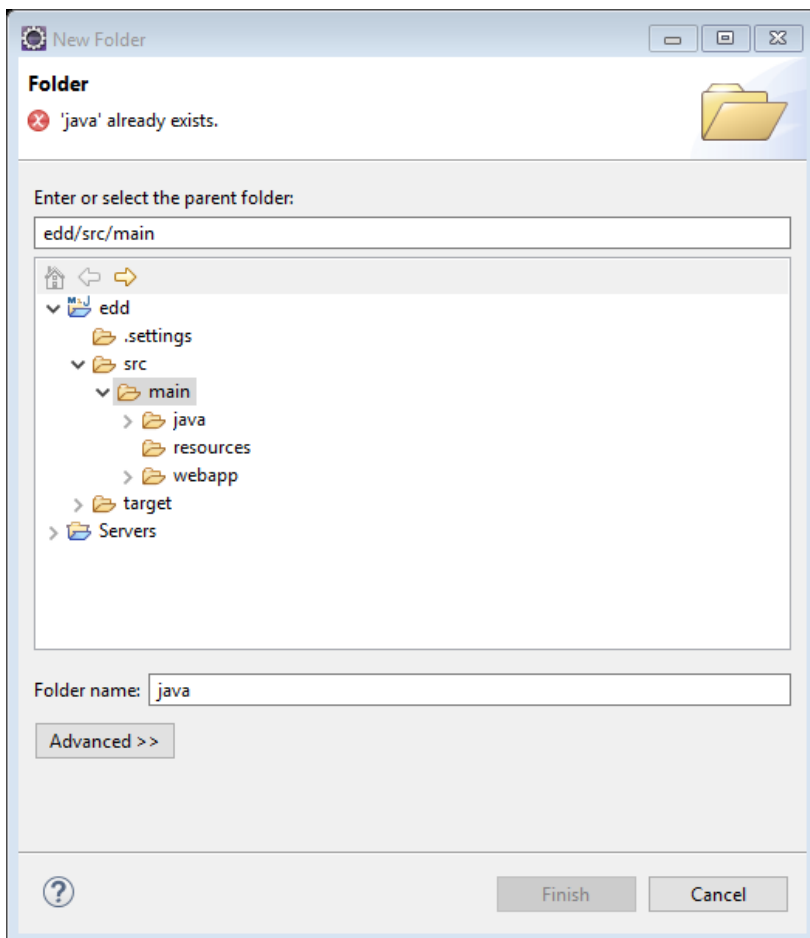 New Folder
Folder
'java' already exists.
Enter or select the parent folder:
edd/src/main
edd
.settings
src
main
java
resources
webapp
target
Servers
Folder name: java
Advanced >>
Finish Cancel